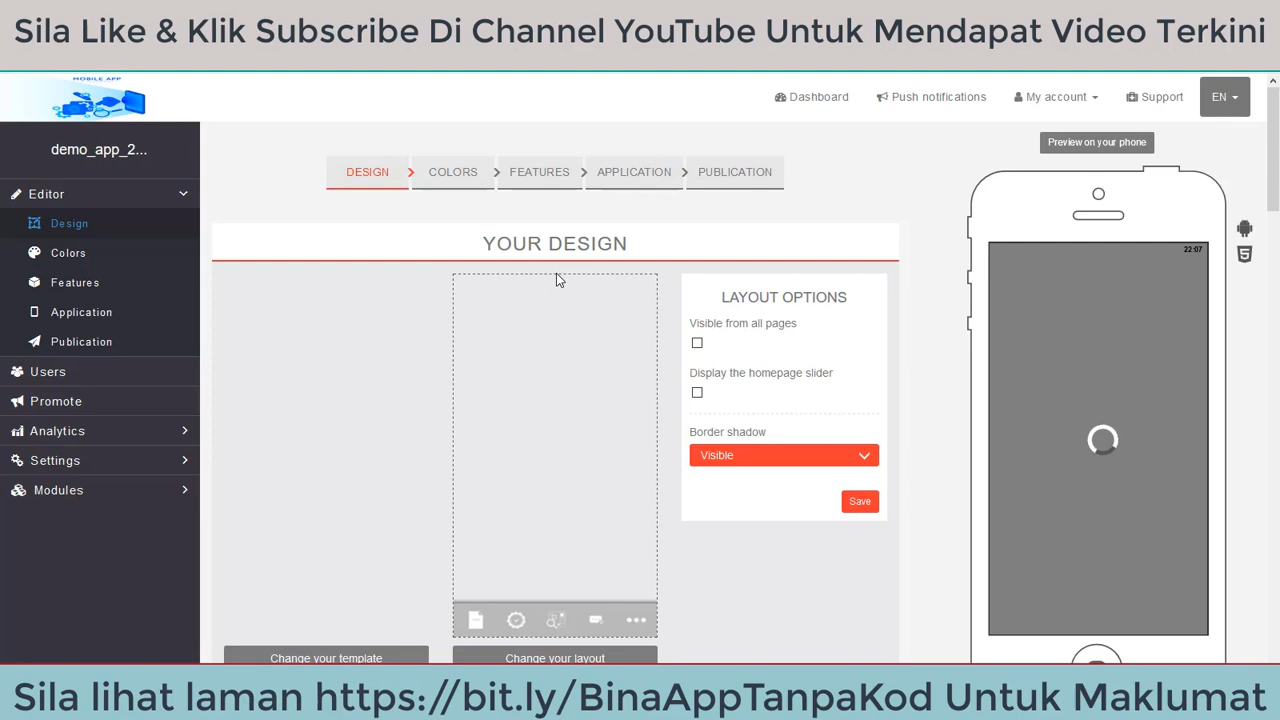 Sila Like & Klik Subscribe Di Channel YouTube Untuk Mendapat Video Terkini
MOBILE APP
Dashboard
Push notifications
My account
Support
EN
demo_app_2...
Editor
Design
Colors
Features
Application
Publication
Users
Promote
Analytics
Settings
Modules
DESIGN
COLORS
FEATURES
APPLICATION
PUBLICATION
YOUR DESIGN
LAYOUT OPTIONS
Visible from all pages
Display the homepage slider
Border shadow
Visible
Save
Change your template
Change your layout
Preview on your phone
22:07
Sila lihat laman https://bit.ly/BinaAppTanpaKod Untuk Maklumat